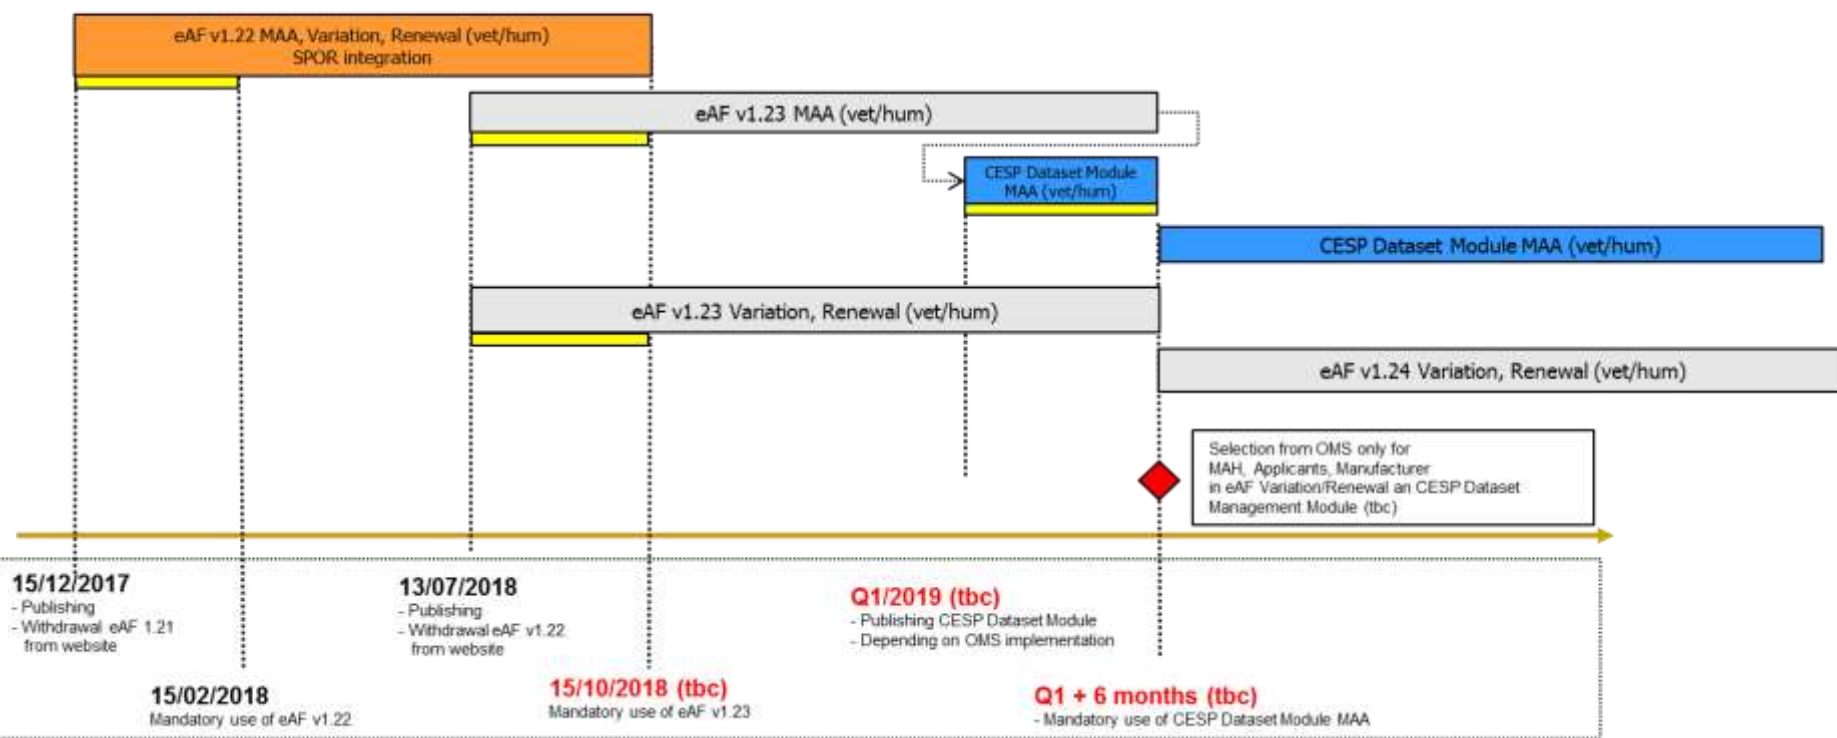 eAF v1.22 MAA, Variation, Renewal (vet/hum)
SPOR integration
eAF v1.23 MAA (vet/hum)
CESP Dataset Module
MAA (vet/hum)
CESP Dataset Module MAA (vet/hum)
eAF v1.23 Variation, Renewal (vet/hum)
eAF v1.24 Variation, Renewal (vet/hum)
Selection from OMS only for
MAH, Applicants, Manufacturer
in eAF Variation/Renewal an CESP Dataset
Management Module (tbc)
15/12/2017
- Publishing
- Withdrawal eAF 1.21
from website
15/02/2018
Mandatory use of eAF v1.22
13/07/2018
- Publishing
- Withdrawal eAF v1.22
from website
15/10/2018 (tbc)
Mandatory use of eAF v1.23
Q1/2019 (tbc)
- Publishing CESP Dataset Module
- Depending on OMS implementation
Q1 + 6 months (tbc)
- Mandatory use of CESP Dataset Module MAA